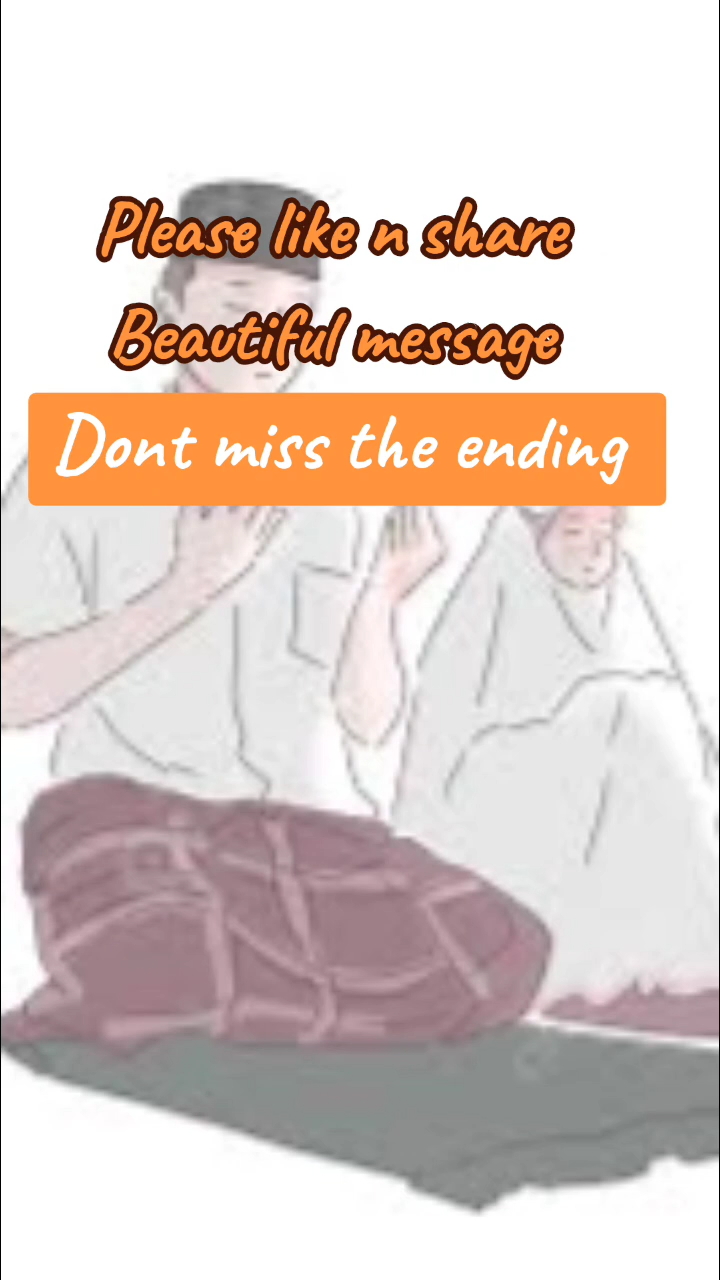 Please like n share
Beautiful message
Dont miss the ending